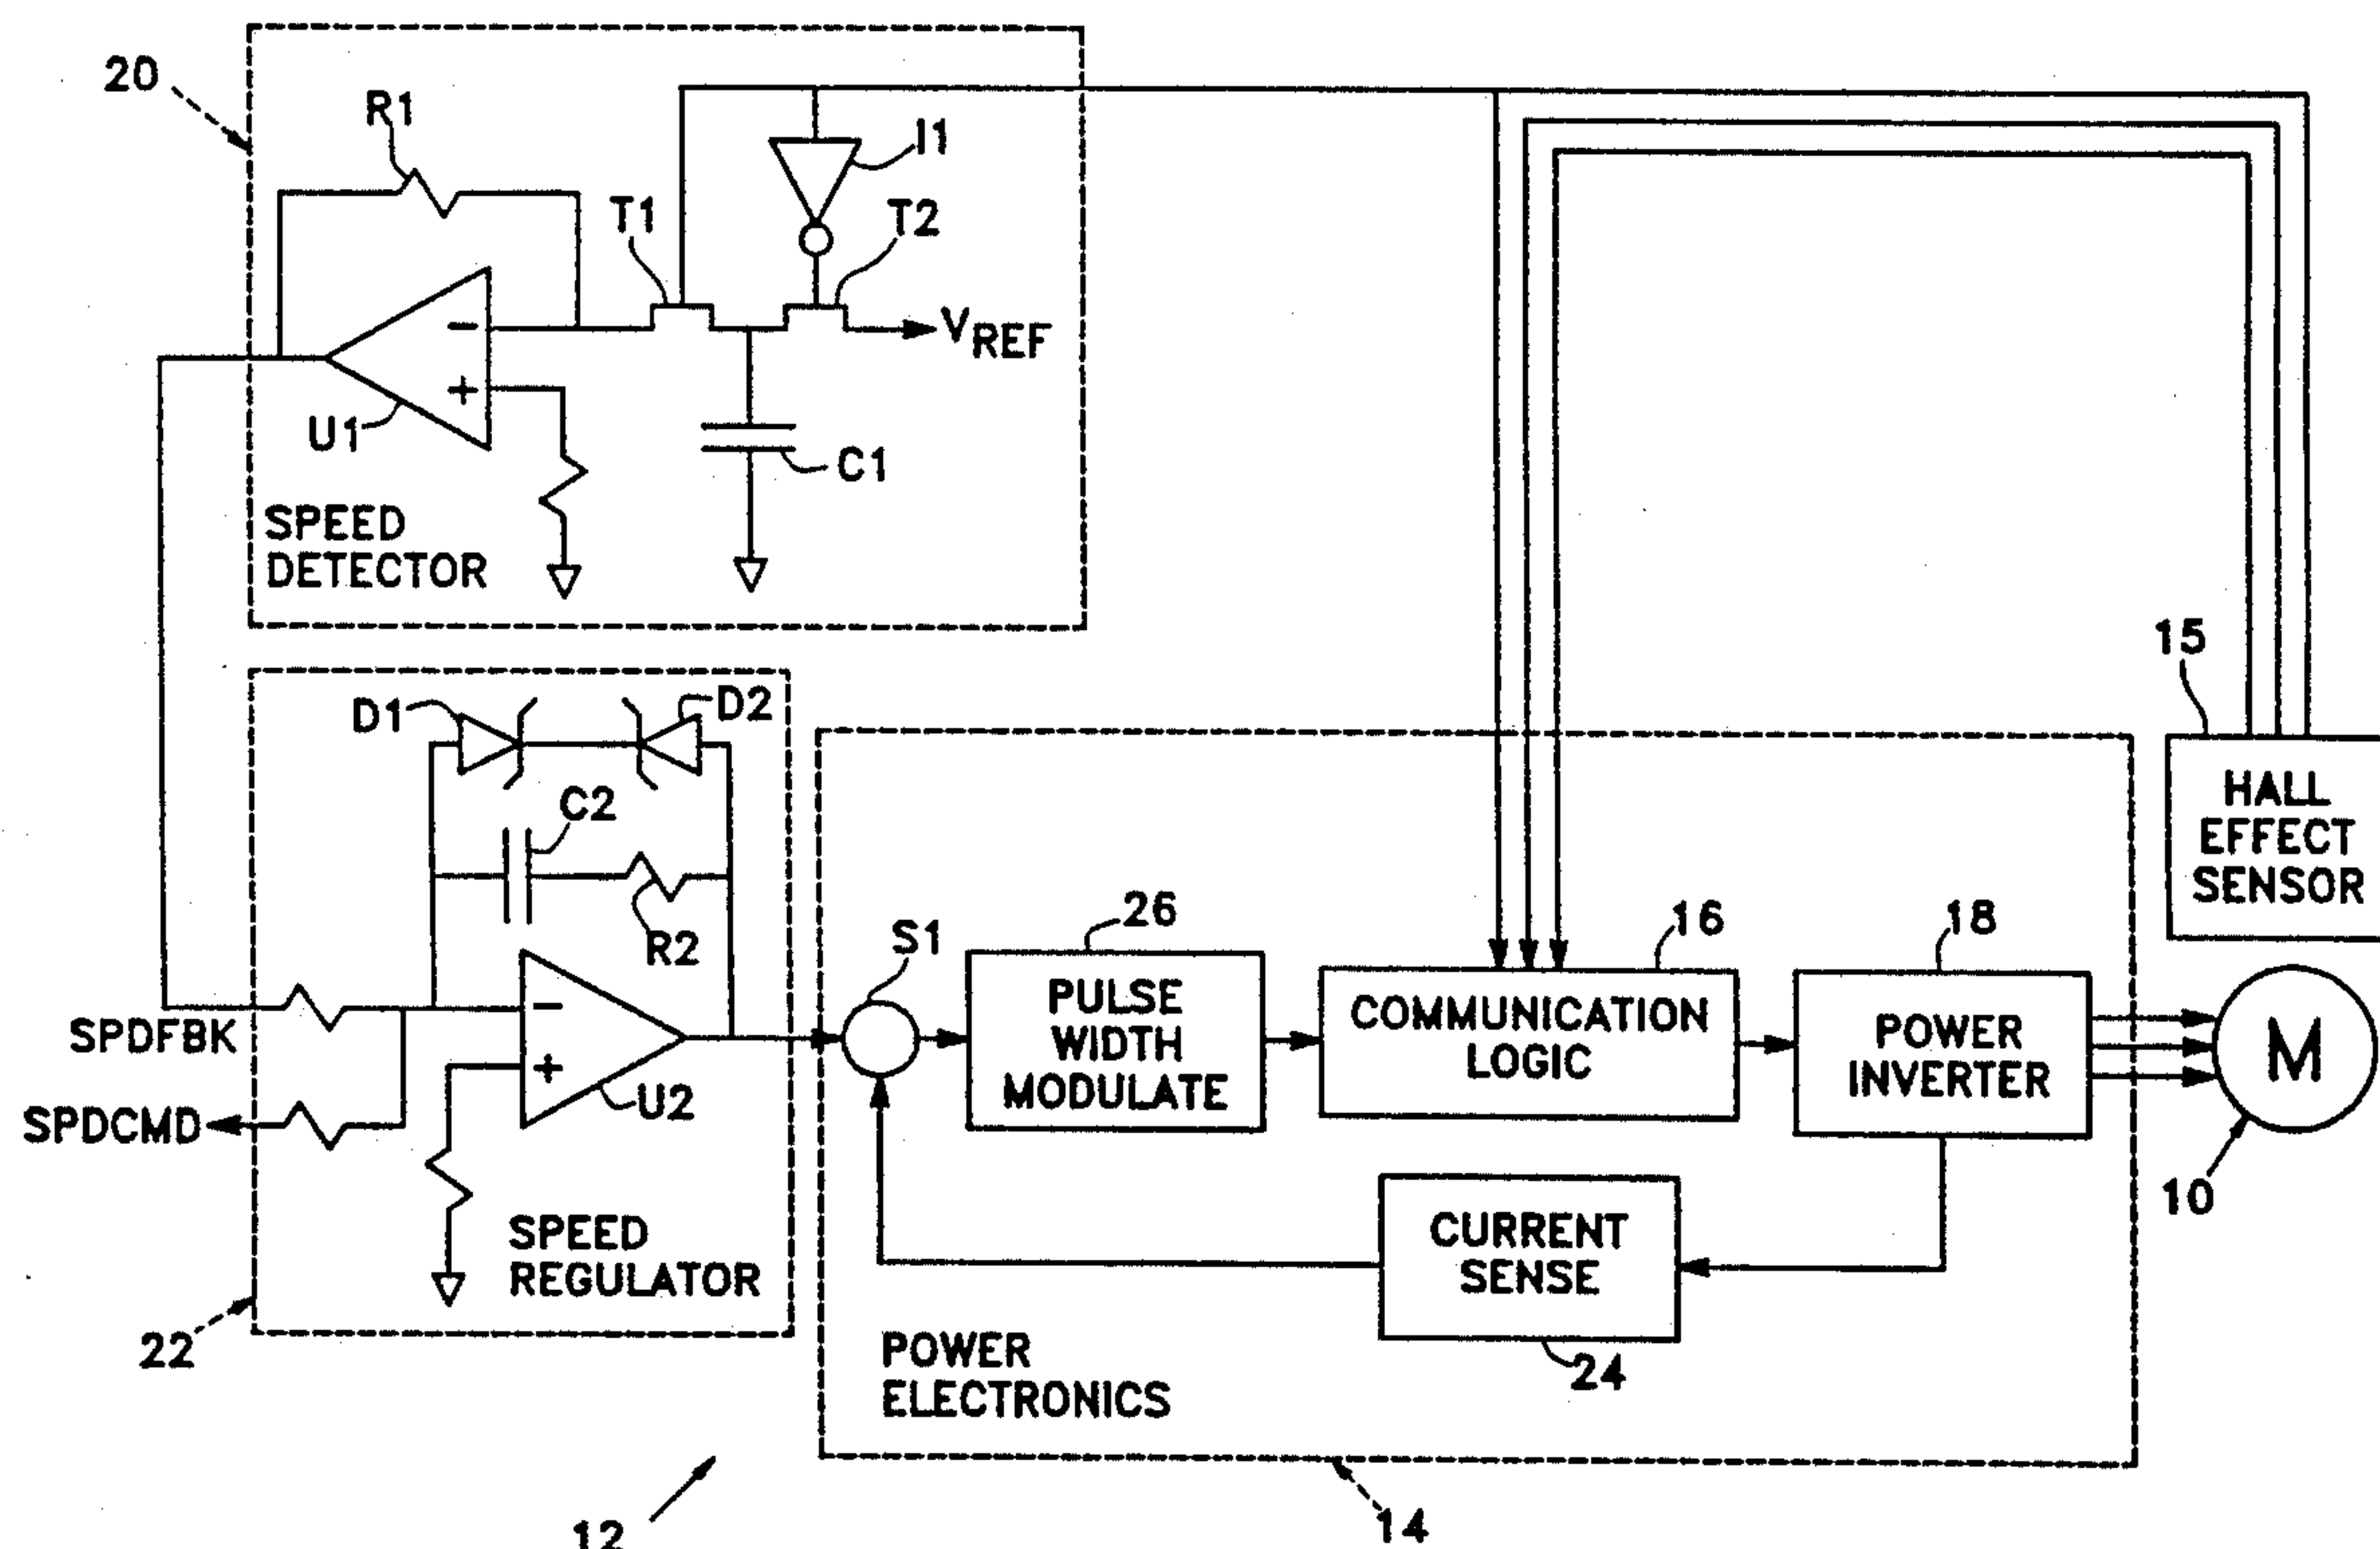 20
R1
I1
T1
T2
VREF
U1
C1
SPEED
DETECTOR
15
HALL
EFFECT
SENSOR
D1
D2
C2
R2
S1
26
PULSE
WIDTH
MODULATE
16
COMMUNICATION
LOGIC
18
POWER
INVERTER
M
10
SPDFBK
SPDCMD
-
+
-
+
U2
SPEED
REGULATOR
22
CURRENT
SENSE
24
POWER
ELECTRONICS
12
14